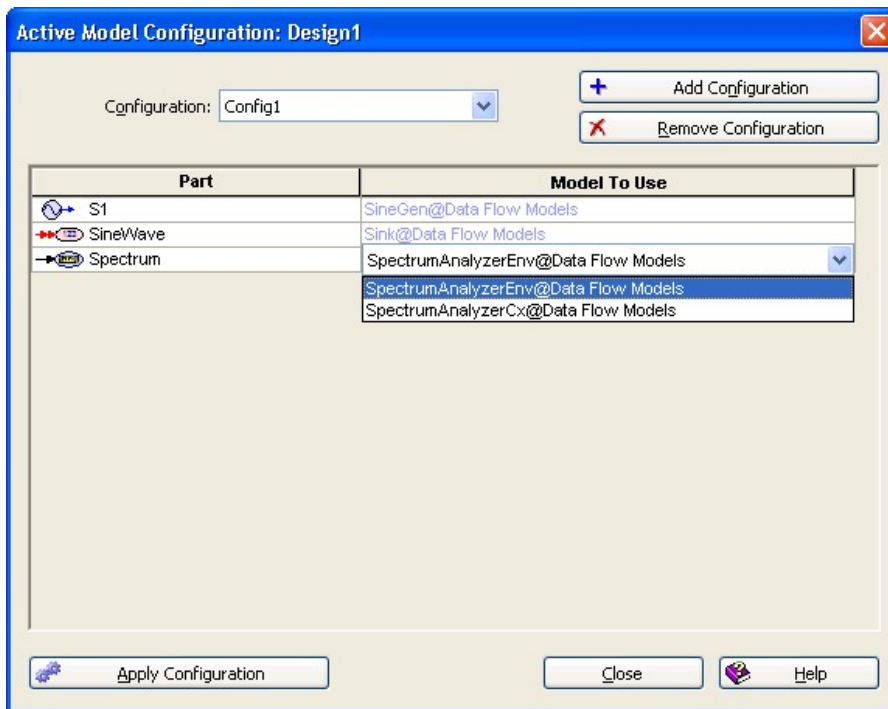 Active Model Configuration: Design1
Configuration: Config1
Add Configuration
Remove Configuration
Part Model To Use
S1 SineGen@Data Flow Models
SineWave Sink@Data Flow Models
Spectrum SpectrumAnalyzerEnv@Data Flow Models
SpectrumAnalyzerEnv@Data Flow Models
SpectrumAnalyzerCx@Data Flow Models
Apply Configuration Close Help